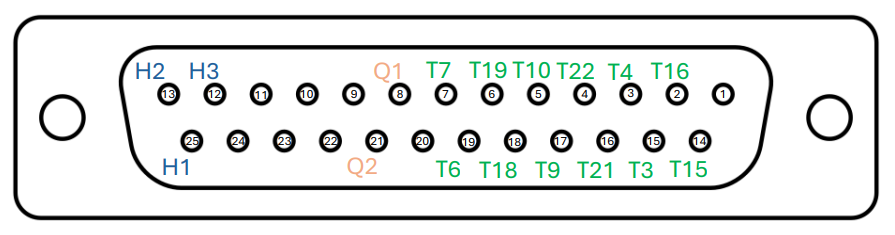 H2 H3 Q1 T7 T19 T10 T22 T4 T16
13 12 11 10 9 8 7 6 5 4 3 2 1
25 24 23 22 21 20 19 18 17 16 15 14
H1 Q2 T6 T18 T9 T21 T3 T15